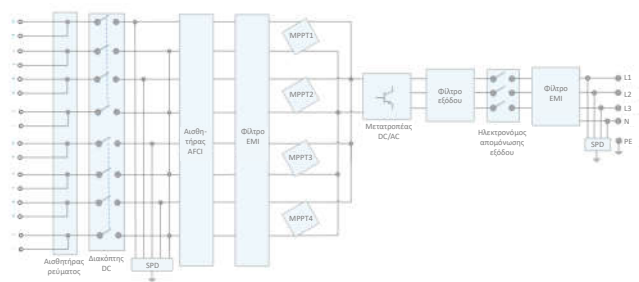 MPPT1
MPPT2
MPPT3
MPPT4
Αισθη-
τήρας
AFCI
Φίλτρο
EMI
Μετατροπέας
DC/AC
Φίλτρο
εξόδου
Ηλεκτρονόμος
απομόνωσης
εξόδου
Φίλτρο
EMI
L1
L2
L3
N
PE
SPD
Αισθητήρας
ρεύματος
Διακόπτης
DC
SPD